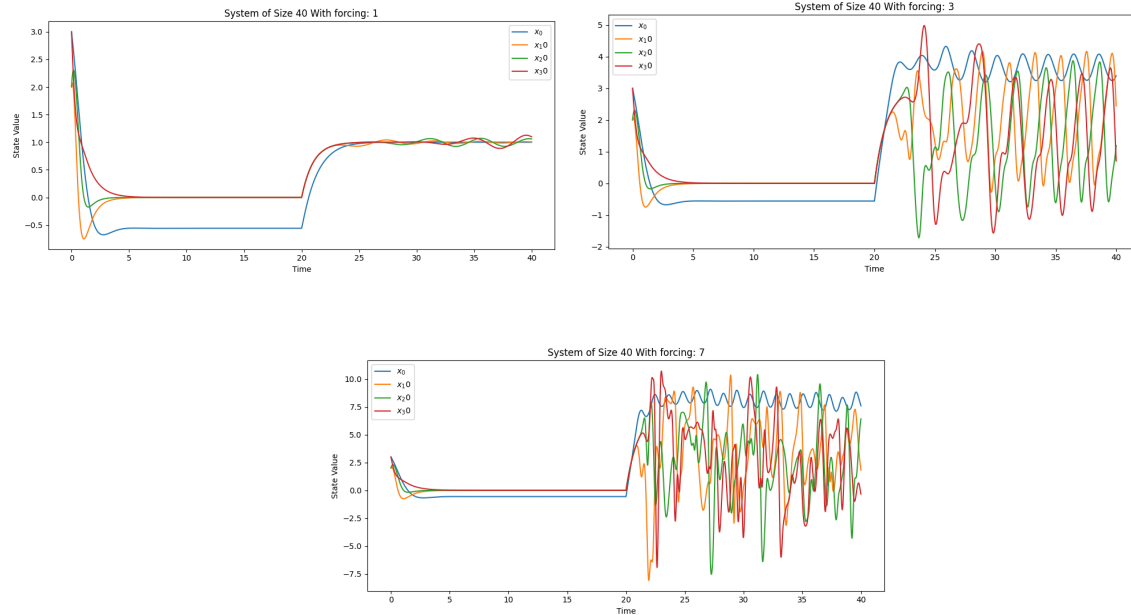 System of Size 40 With forcing: 1
3.0
2.5
2.0
1.5
1.0
0.5
0.0
−0.5
State Value
x0
x10
x20
x30
0 5 10 15 20 25 30 35 40
Time
System of Size 40 With forcing: 3
5
4
3
2
1
0
−1
−2
State Value
x0
x10
x20
x30
0 5 10 15 20 25 30 35 40
Time
System of Size 40 With forcing: 7
10.0
7.5
5.0
2.5
0.0
−2.5
−5.0
−7.5
State Value
x0
x10
x20
x30
0 5 10 15 20 25 30 35 40
Time